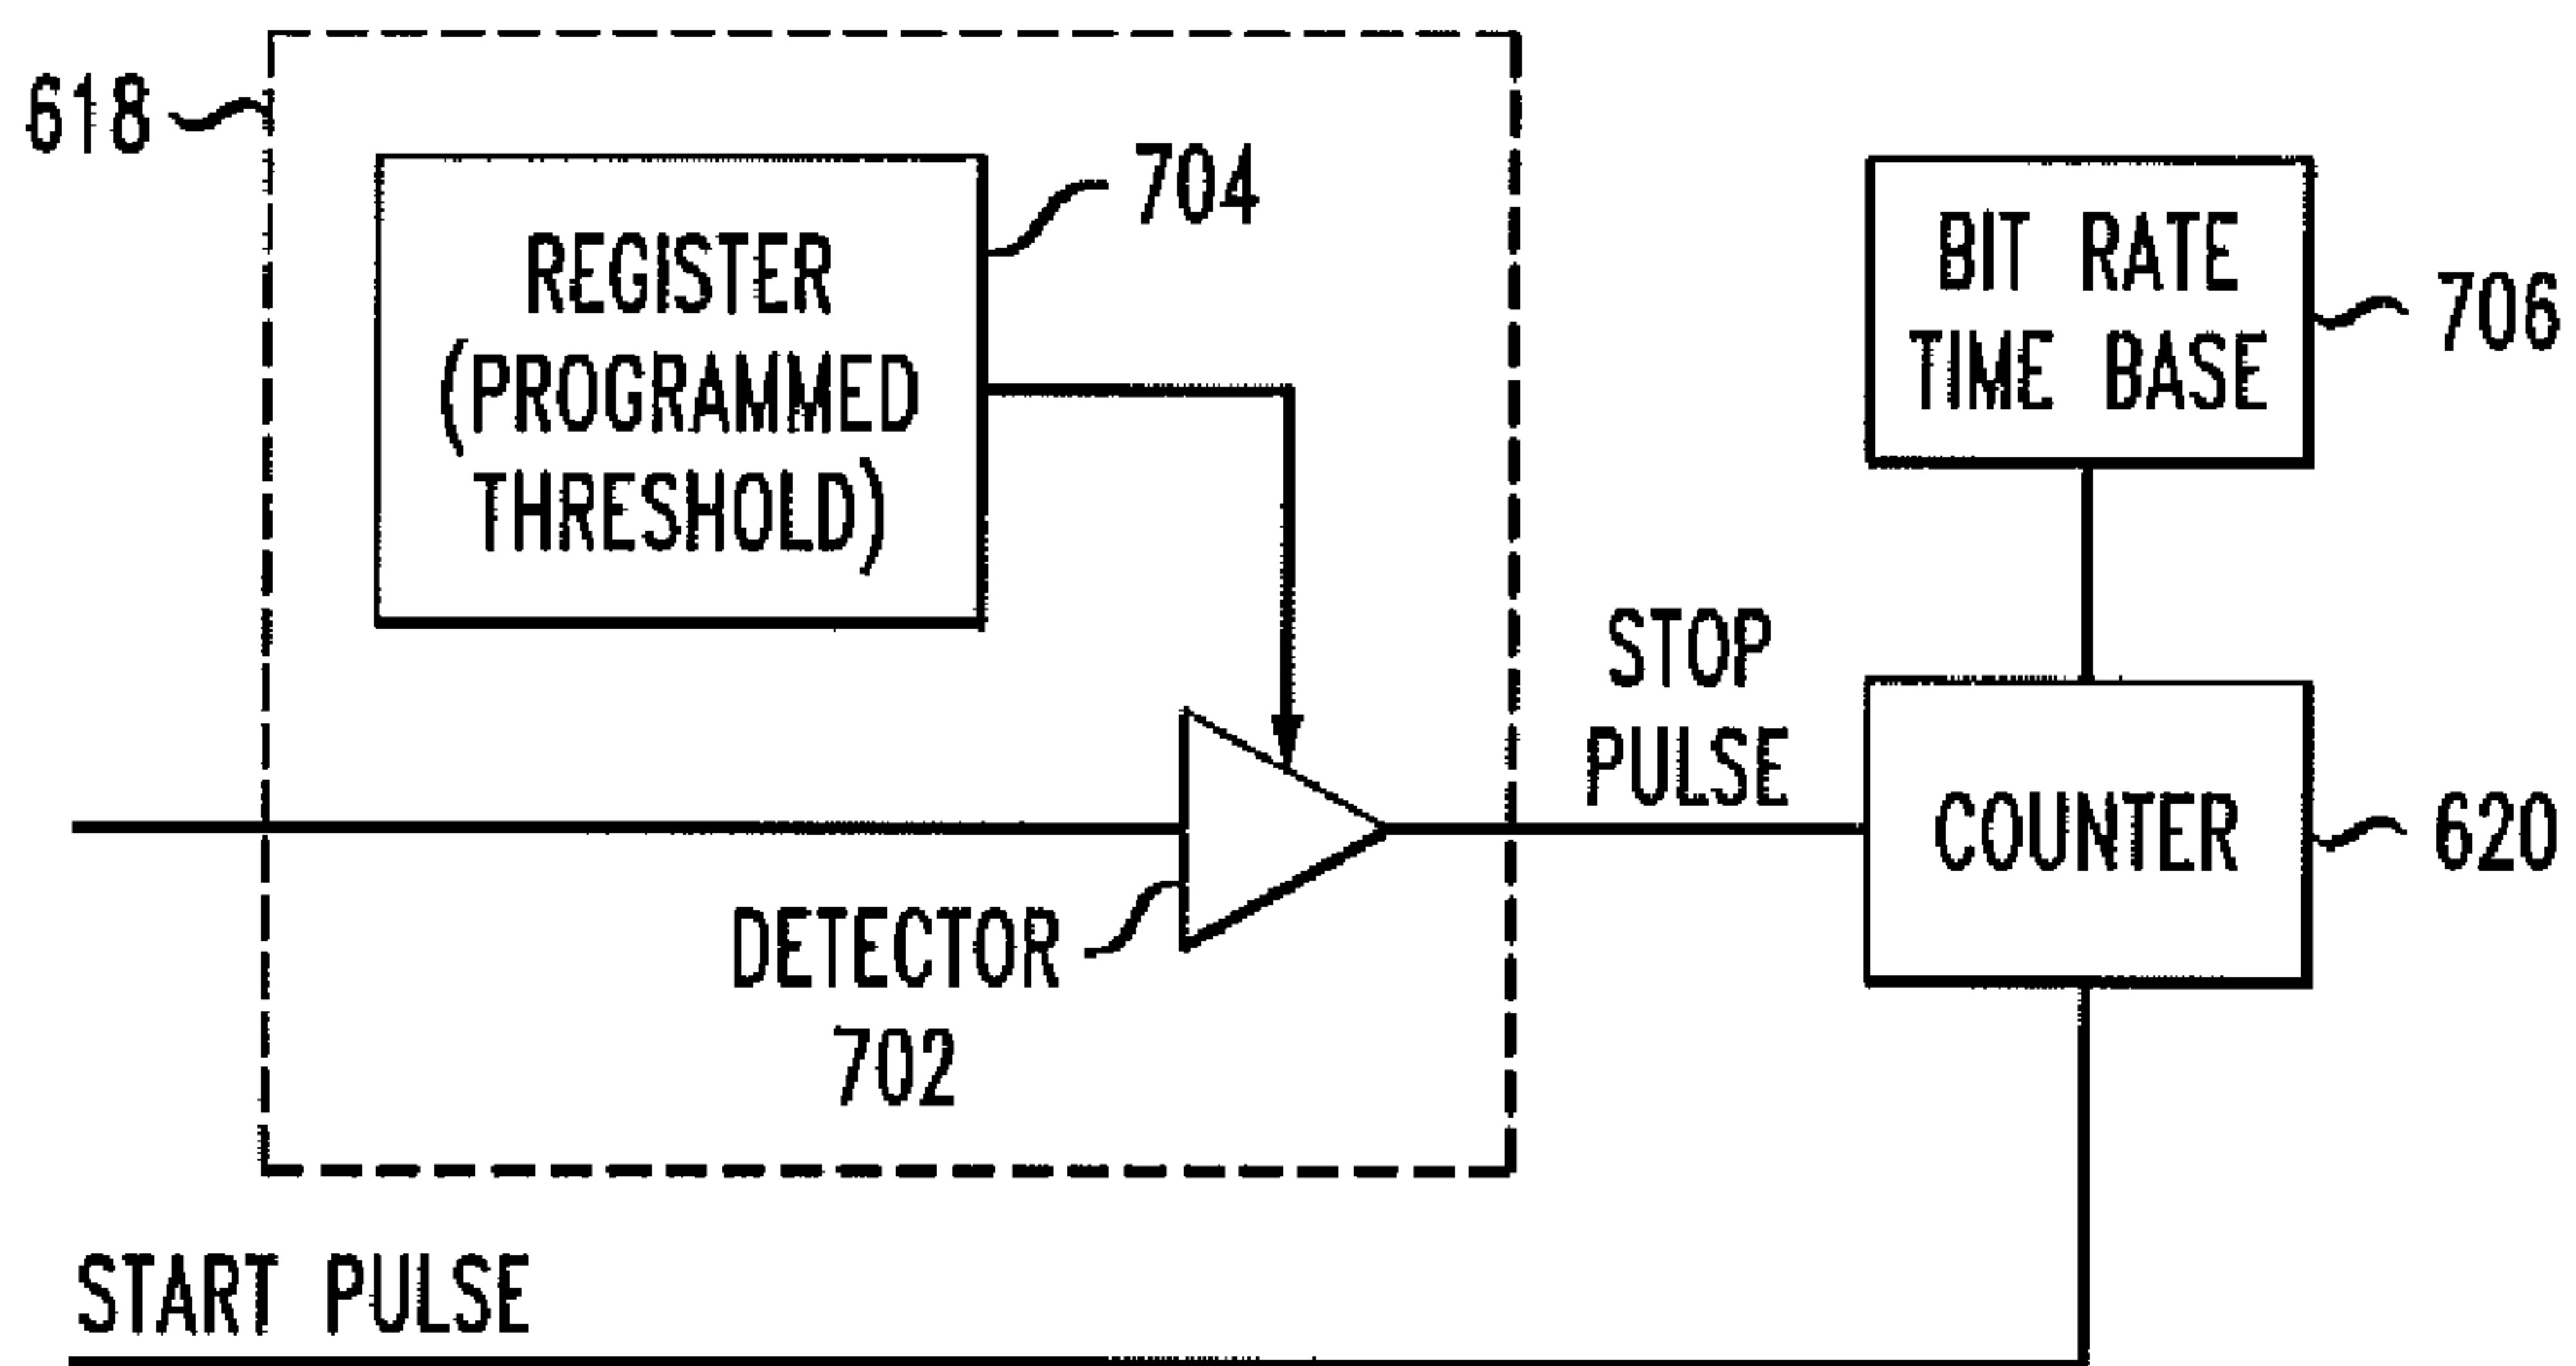 618
REGISTER
(PROGRAMMED
THRESHOLD)
704
BIT RATE
TIME BASE
706
STOP
PULSE
COUNTER
620
DETECTOR
702
START PULSE